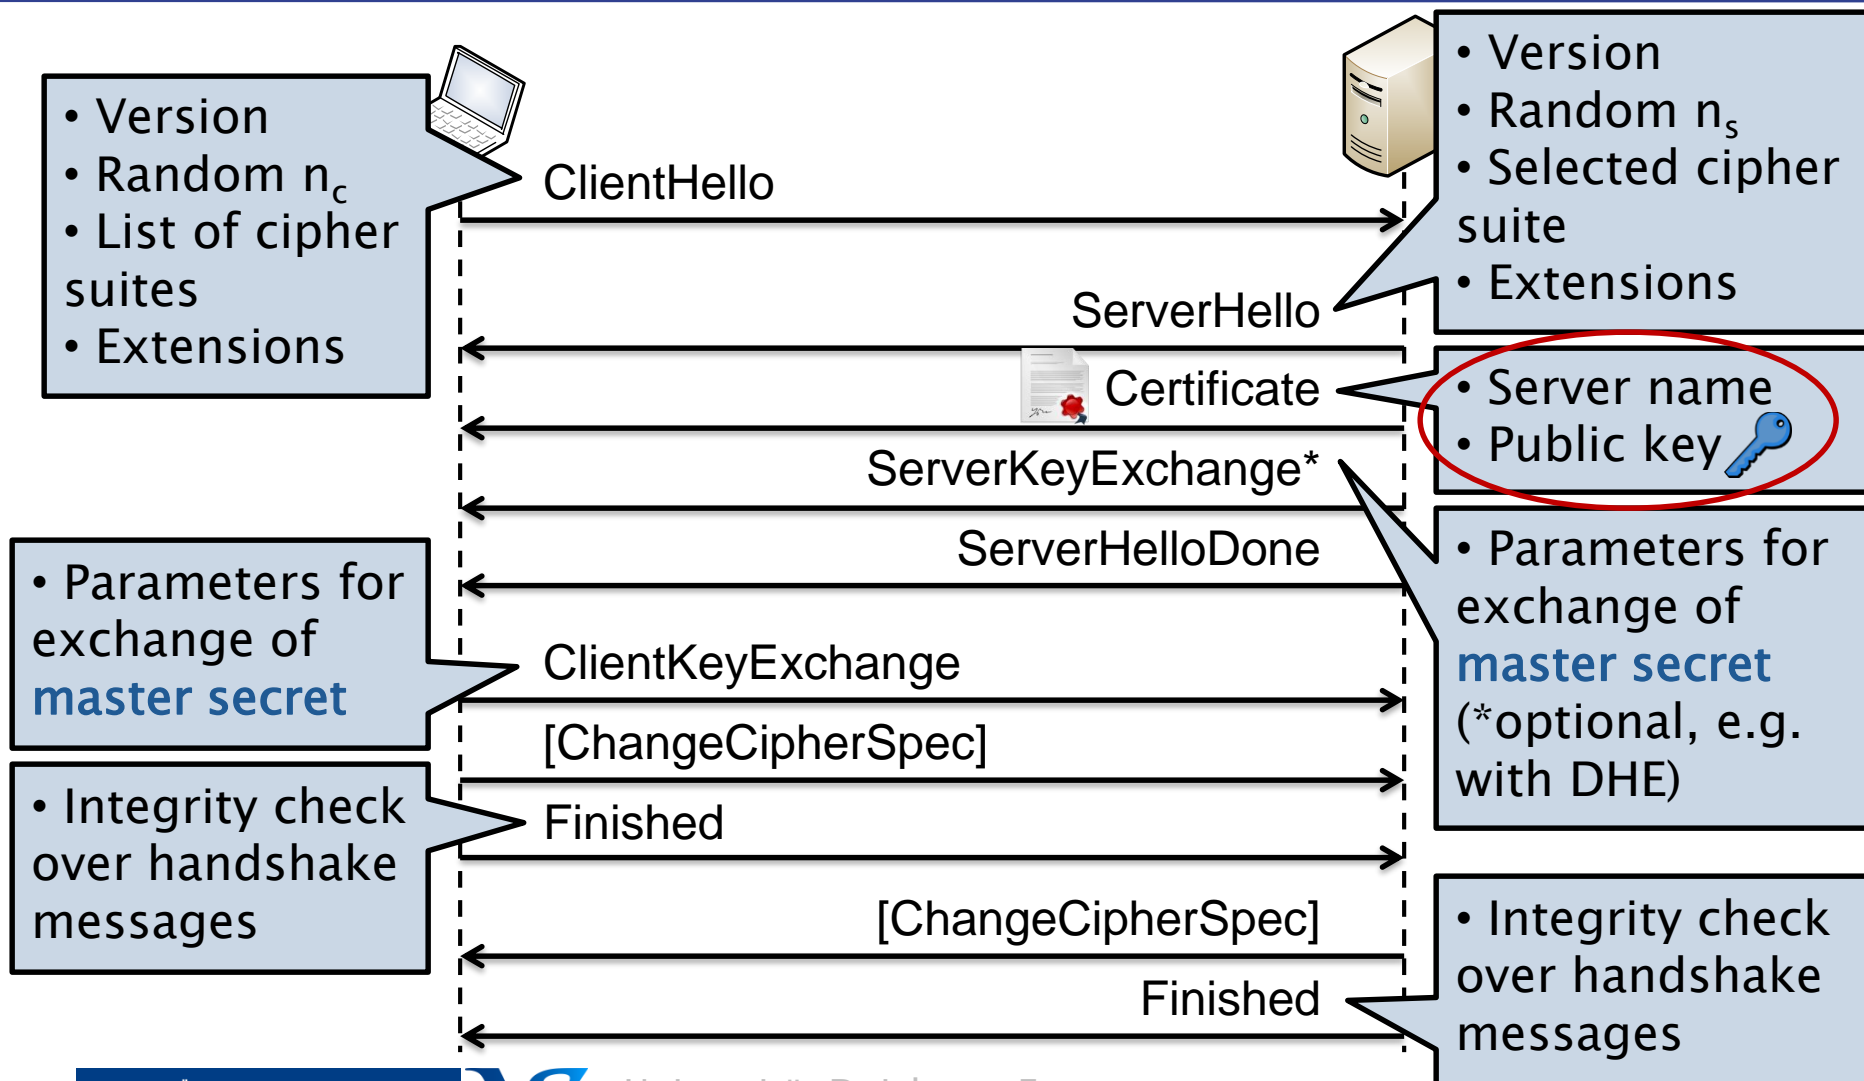 • Version
• Random nc
• List of cipher
suites
• Extensions
ClientHello
• Version
• Random ns
• Selected cipher
suite
• Extensions
ServerHello
Certificate
• Server name
• Public key
ServerKeyExchange*
• Parameters for
exchange of
master secret
(*optional, e.g.
with DHE)
ServerHelloDone
• Parameters for
exchange of
master secret
ClientKeyExchange
[ChangeCipherSpec]
• Integrity check
over handshake
messages
Finished
[ChangeCipherSpec]
Finished
• Integrity check
over handshake
messages